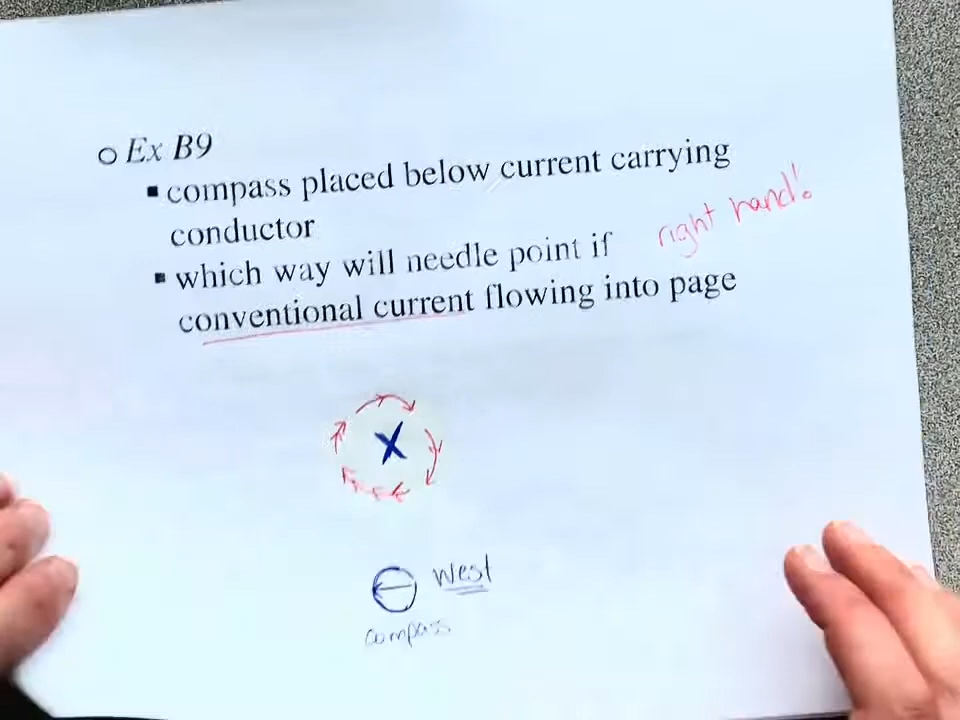 ○ Ex B9
▪ compass placed below current carrying
conductor
▪ which way will needle point if
right hand!
conventional current flowing into page
X
West
compass